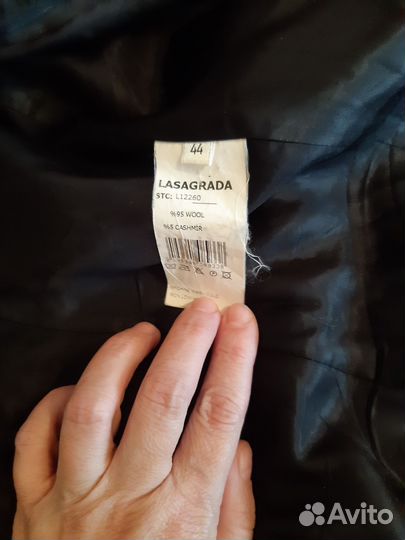 44
LASAGRADA
STC: L12260
%95 WOOL
%5 CASHMIR
Avito